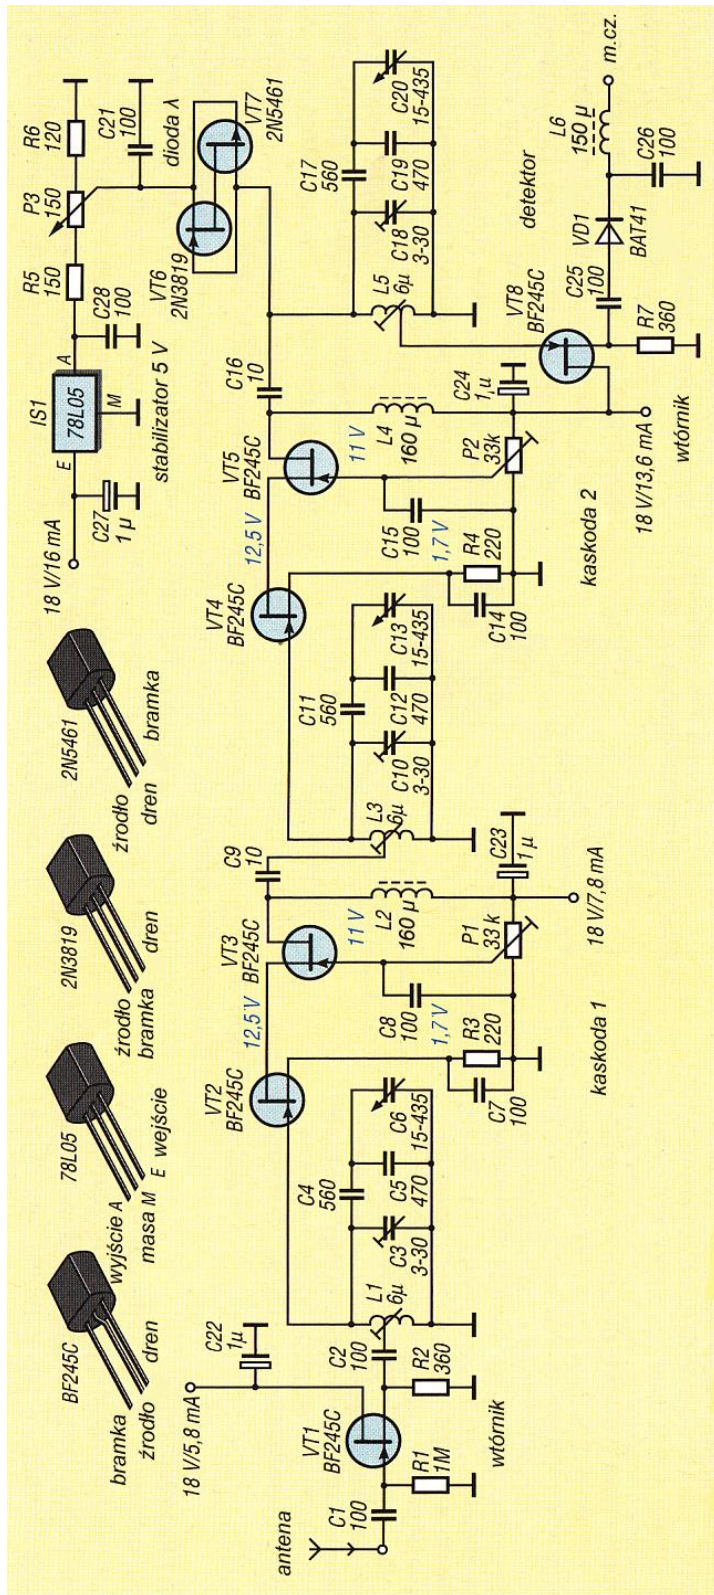 BF245C
bramka
źrodło
dren
78L05
wyjście A
masa M
E wejście
2N3819
źrodło
bramka
dren
2N5461
źrodło
dren
bramka
18 V/16 mA
C27
1 µ
E
IS1
78L05
M
A
stabilizator 5 V
C28
100
R5
150
P3
150
R6
120
C21
100
dioda λ
VT6
2N3819
VT7
2N5461
18 V/5,8 mA
C22
1µ
antena
C1
100
R1
1M
VT1
BF245C
wtórnik
C2
100
R2
360
L1
6µ
C3
3-30
C4
560
C5
470
C6
15-435
VT2
BF245C
12,5 V
VT3
BF245C
C7
100
R3
220
C8
100
1,7 V
11 V
L2
160 µ
P1
33 k
kaskoda 1
18 V/7,8 mA
C23
1 µ
C9
10
L3
6µ
C10
3-30
C11
560
C12
470
C13
15-435
VT4
BF245C
12,5 V
VT5
BF245C
C14
100
R4
220
C15
100
1,7 V
11 V
L4
160 µ
P2
33k
kaskoda 2
18 V/13,6 mA
C24
1,µ
C16
10
L5
6µ
C17
560
C18
3-30
C19
470
C20
15-435
VT8
BF245C
wtórnik
R7
360
C25
100
detektor
VD1
BAT41
L6
150 µ
C26
100
m.cz.